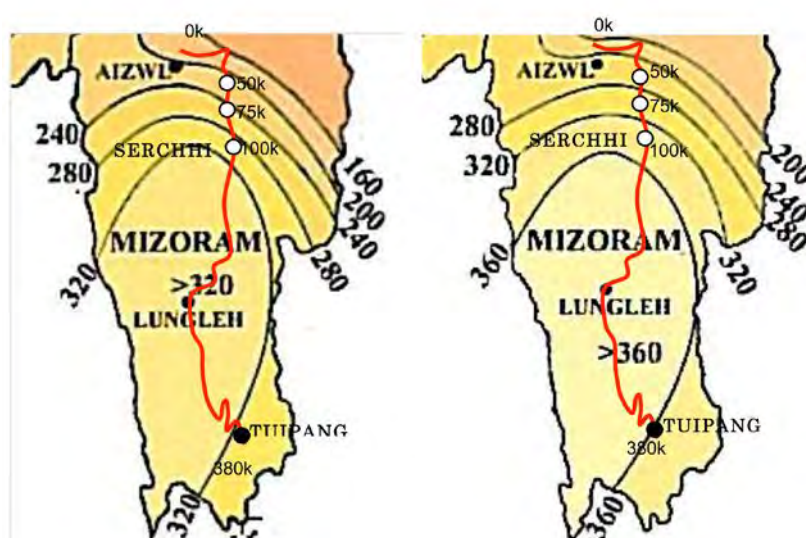 0k
AIZWL
50k
75k
240
SERCHHI
100k
280
160
200
240
MIZORAM
280
320
>320
LUNGLEH
TUIPANG
380k
320
0k
AIZWL
50k
75k
280
SERCHHI
100k
320
200
240
280
MIZORAM
320
360
LUNGLEH
>360
TUIPANG
380k
360